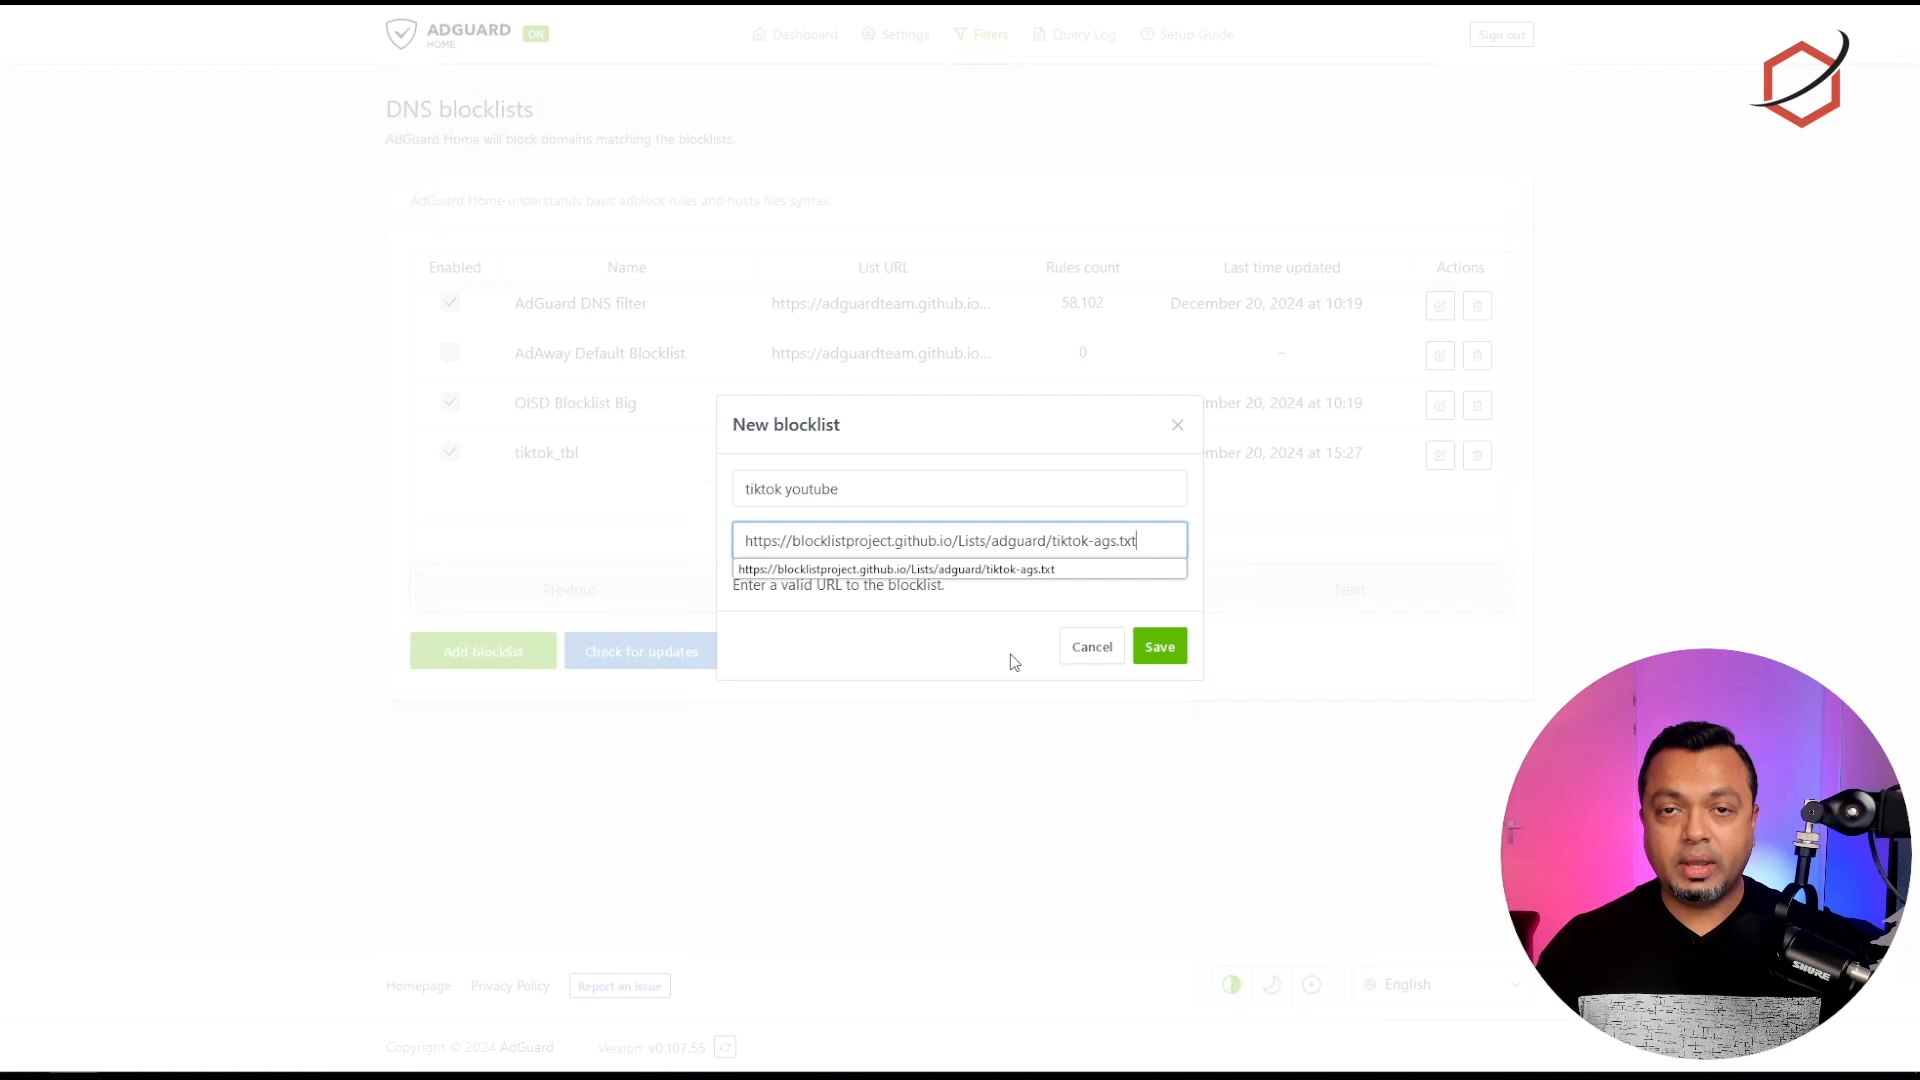 ADGUARD ON
HOME
Dashboard
Settings
Filters
Query Log
Setup Guide
Sign out
DNS blocklists
AdGuard Home will block domains matching the blocklists.
AdGuard Home understands basic adblock rules and hosts files syntax.
Enabled Name List URL Rules count Last time updated Actions
AdGuard DNS filter https://adguardteam.github.io... 58,102 December 20, 2024 at 10:19
AdAway Default Blocklist https://adguardteam.github.io... 0 –
OISD Blocklist Big mber 20, 2024 at 10:19
tiktok_tbl mber 20, 2024 at 15:27
New blocklist
tiktok youtube
https://blocklistproject.github.io/Lists/adguard/tiktok-ags.txt
https://blocklistproject.github.io/Lists/adguard/tiktok-ags.txt
Enter a valid URL to the blocklist.
Cancel Save
Previous Next
Add blocklist Check for updates
Homepage Privacy Policy Report an issue
English
Copyright © 2024 AdGuard Version: v0.107.55
SHURE